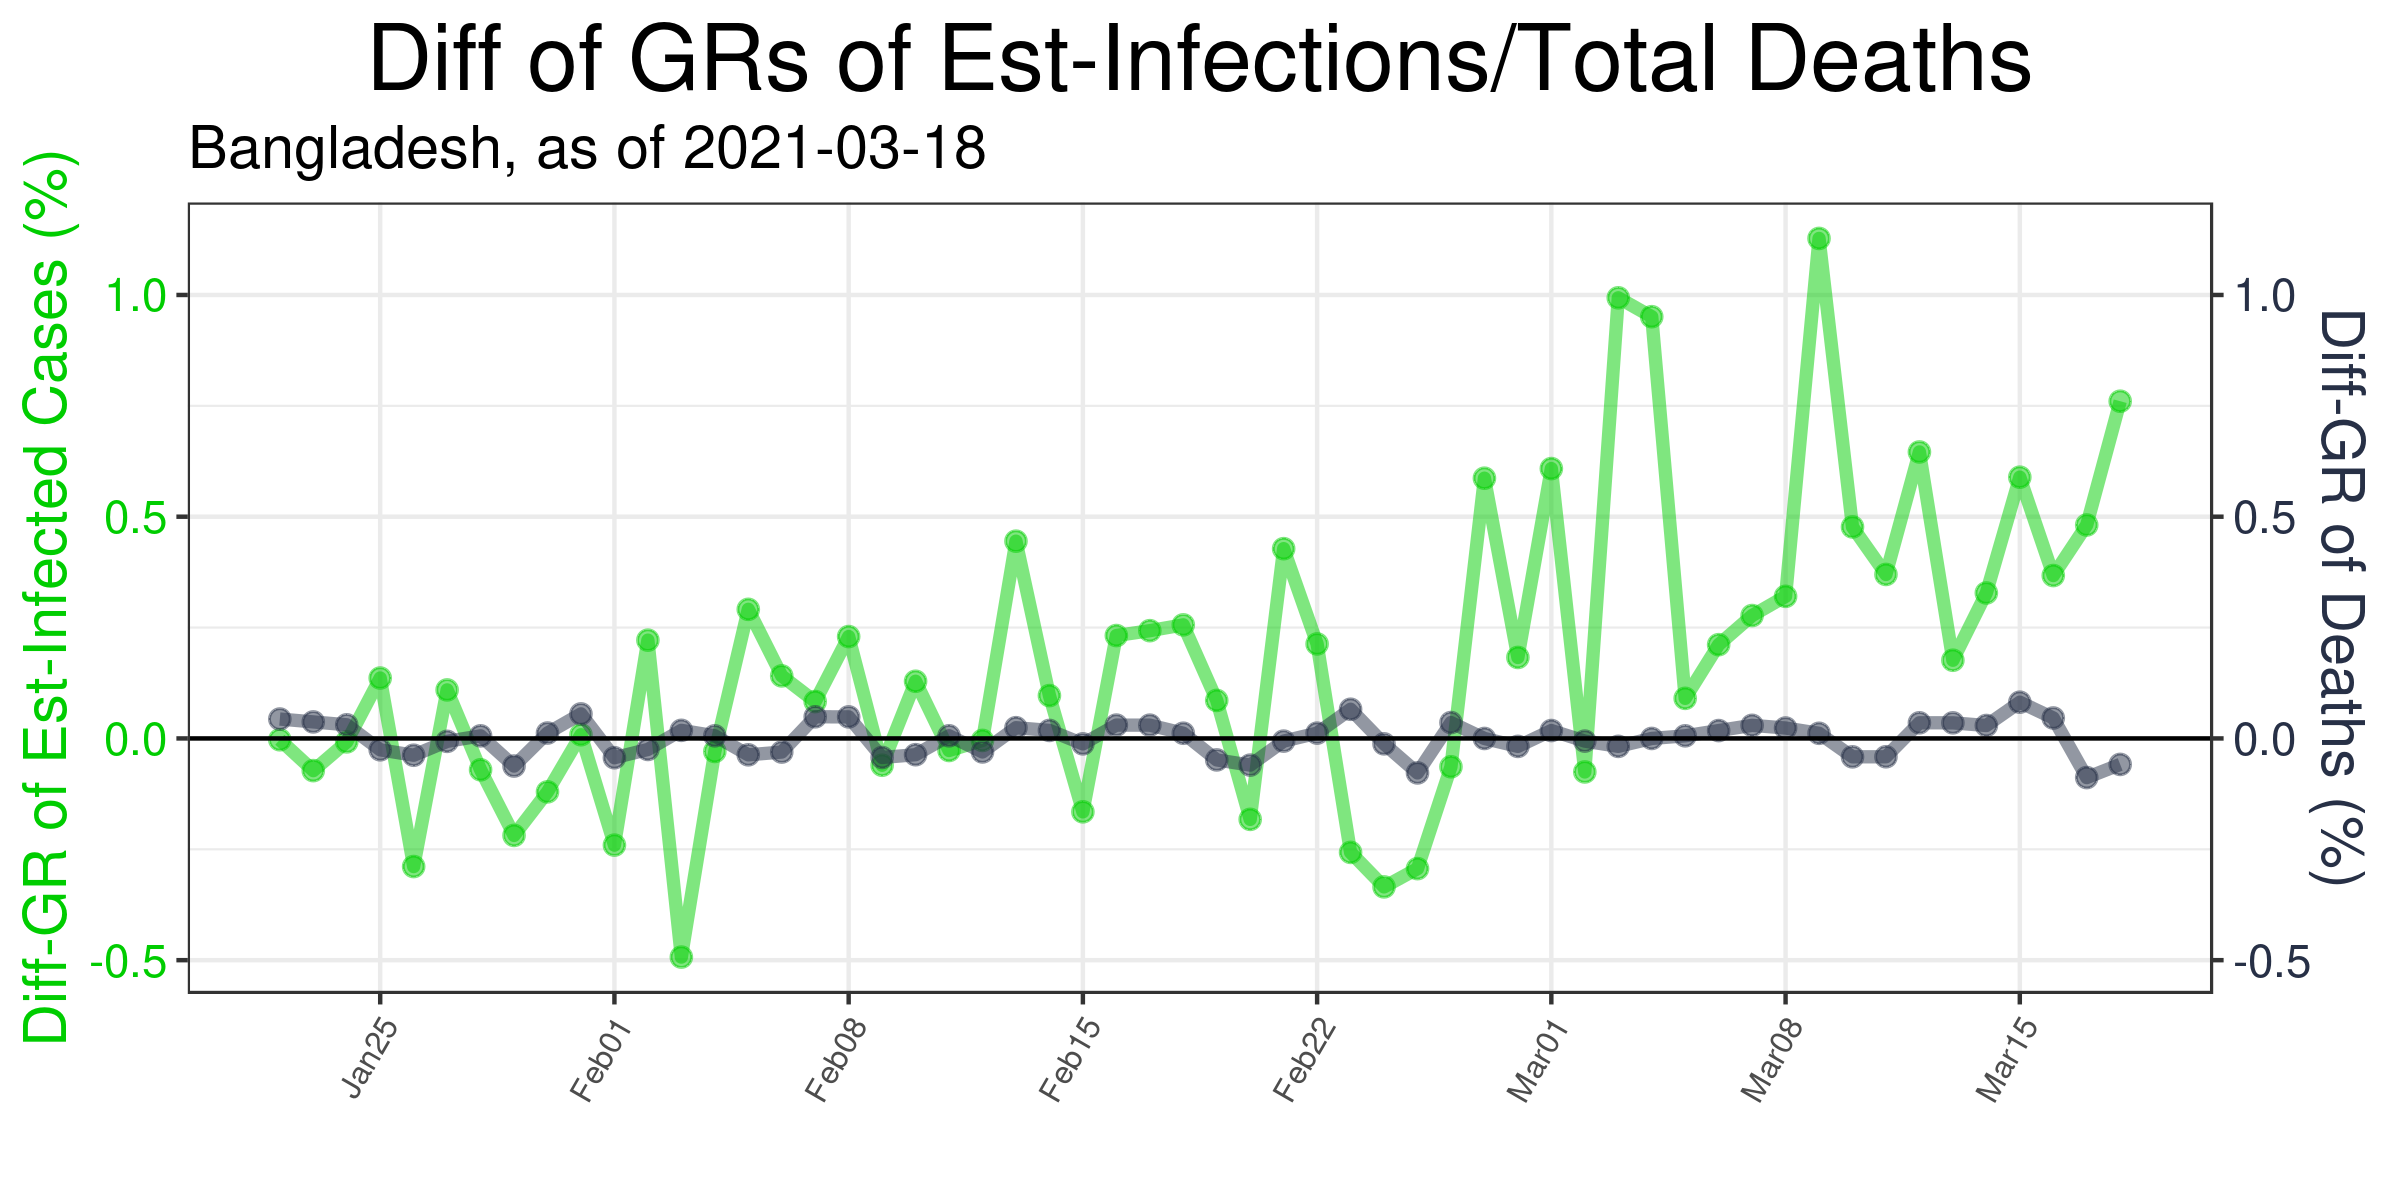 Diff of GRs of Est-Infections/Total Deaths
Bangladesh, as of 2021-03-18
Diff-GR of Est-Infected Cases (%)
1.0
0.5
0.0
-0.5
1.0
0.5
0.0
-0.5
Diff-GR of Deaths (%)
Jan25
Feb01
Feb08
Feb15
Feb22
Mar01
Mar08
Mar15